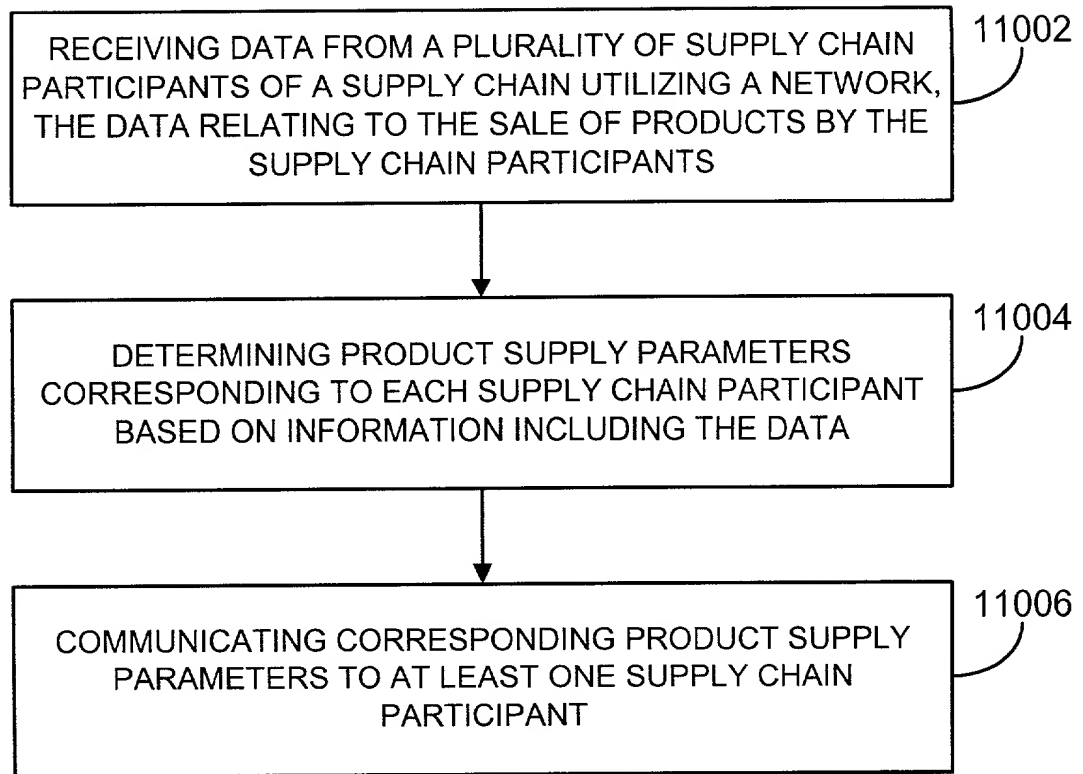 RECEIVING DATA FROM A PLURALITY OF SUPPLY CHAIN
PARTICIPANTS OF A SUPPLY CHAIN UTILIZING A NETWORK,
THE DATA RELATING TO THE SALE OF PRODUCTS BY THE
SUPPLY CHAIN PARTICIPANTS
11002
DETERMINING PRODUCT SUPPLY PARAMETERS
CORRESPONDING TO EACH SUPPLY CHAIN PARTICIPANT
BASED ON INFORMATION INCLUDING THE DATA
11004
COMMUNICATING CORRESPONDING PRODUCT SUPPLY
PARAMETERS TO AT LEAST ONE SUPPLY CHAIN
PARTICIPANT
11006